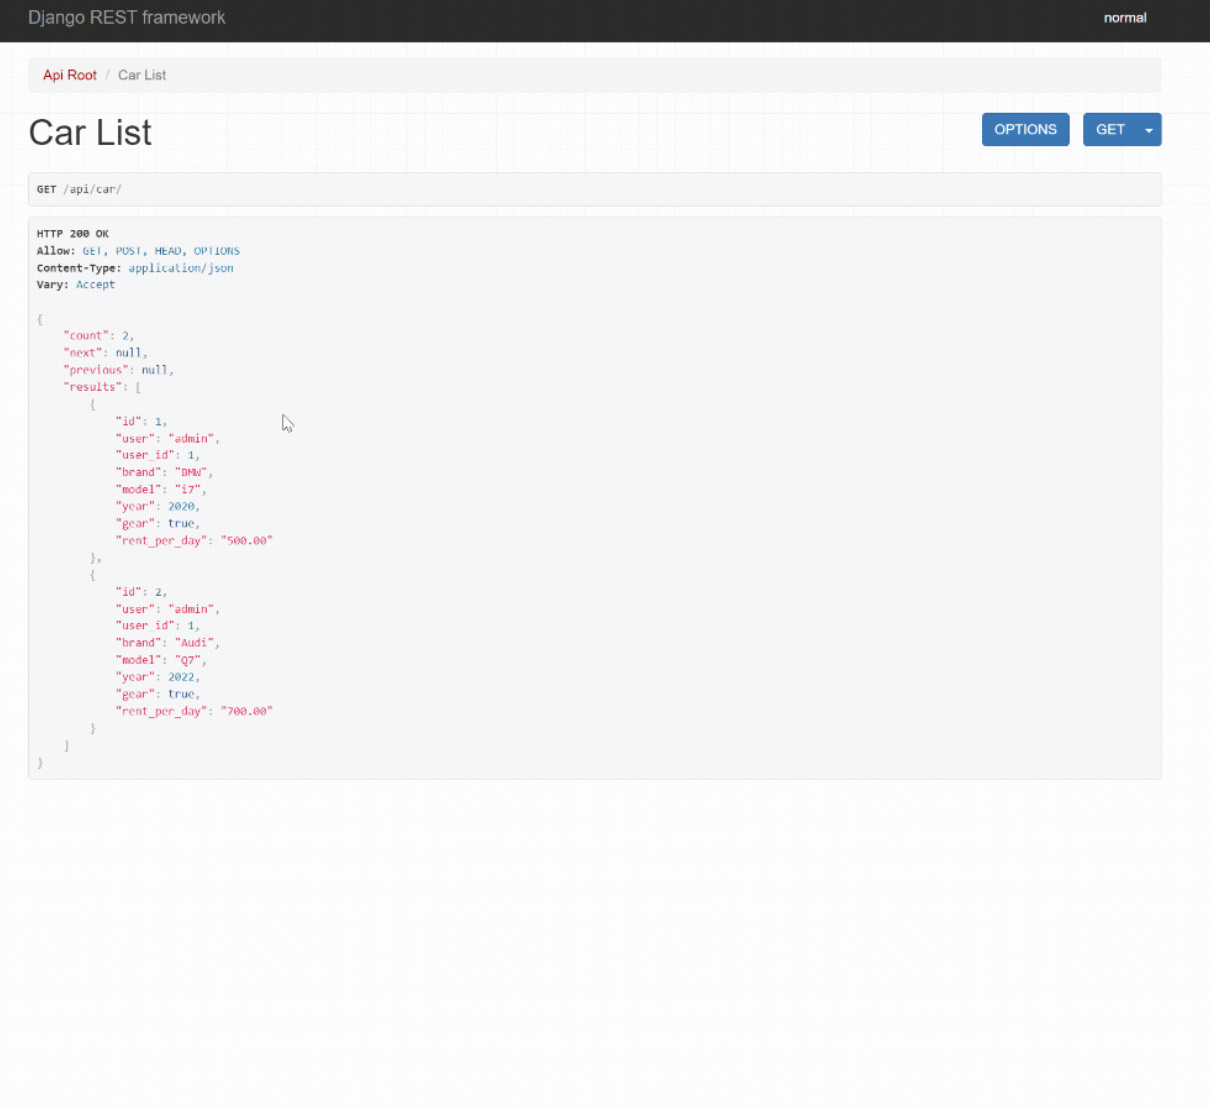 Django REST framework
normal
Api Root / Car List
Car List
OPTIONS
GET
GET /api/car/
HTTP 200 OK
Allow: GET, POST, HEAD, OPTIONS
Content-Type: application/json
Vary: Accept
{
"count": 2,
"next": null,
"previous": null,
"results": [
{
"id": 1,
"user": "admin",
"user_id": 1,
"brand": "BMW",
"model": "i7",
"year": 2020,
"gear": true,
"rent_per_day": "500.00"
},
{
"id": 2,
"user": "admin",
"user_id": 1,
"brand": "Audi",
"model": "Q7",
"year": 2022,
"gear": true,
"rent_per_day": "700.00"
}
]
}